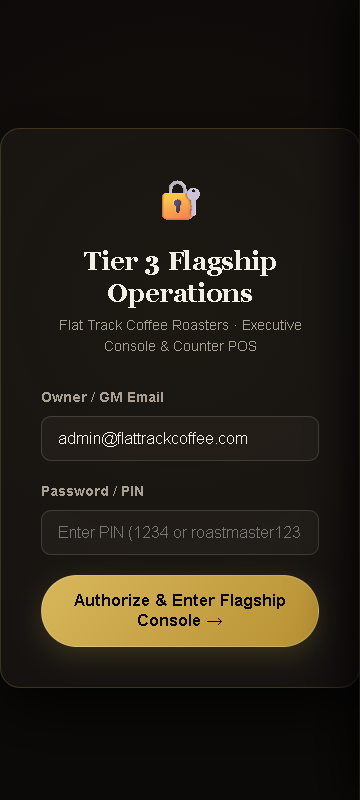 Tier 3 Flagship
Operations
Flat Track Coffee Roasters · Executive
Console & Counter POS
Owner / GM Email
admin@flattrackcoffee.com
Password / PIN
Enter PIN (1234 or roastmaster123
Authorize & Enter Flagship
Console →